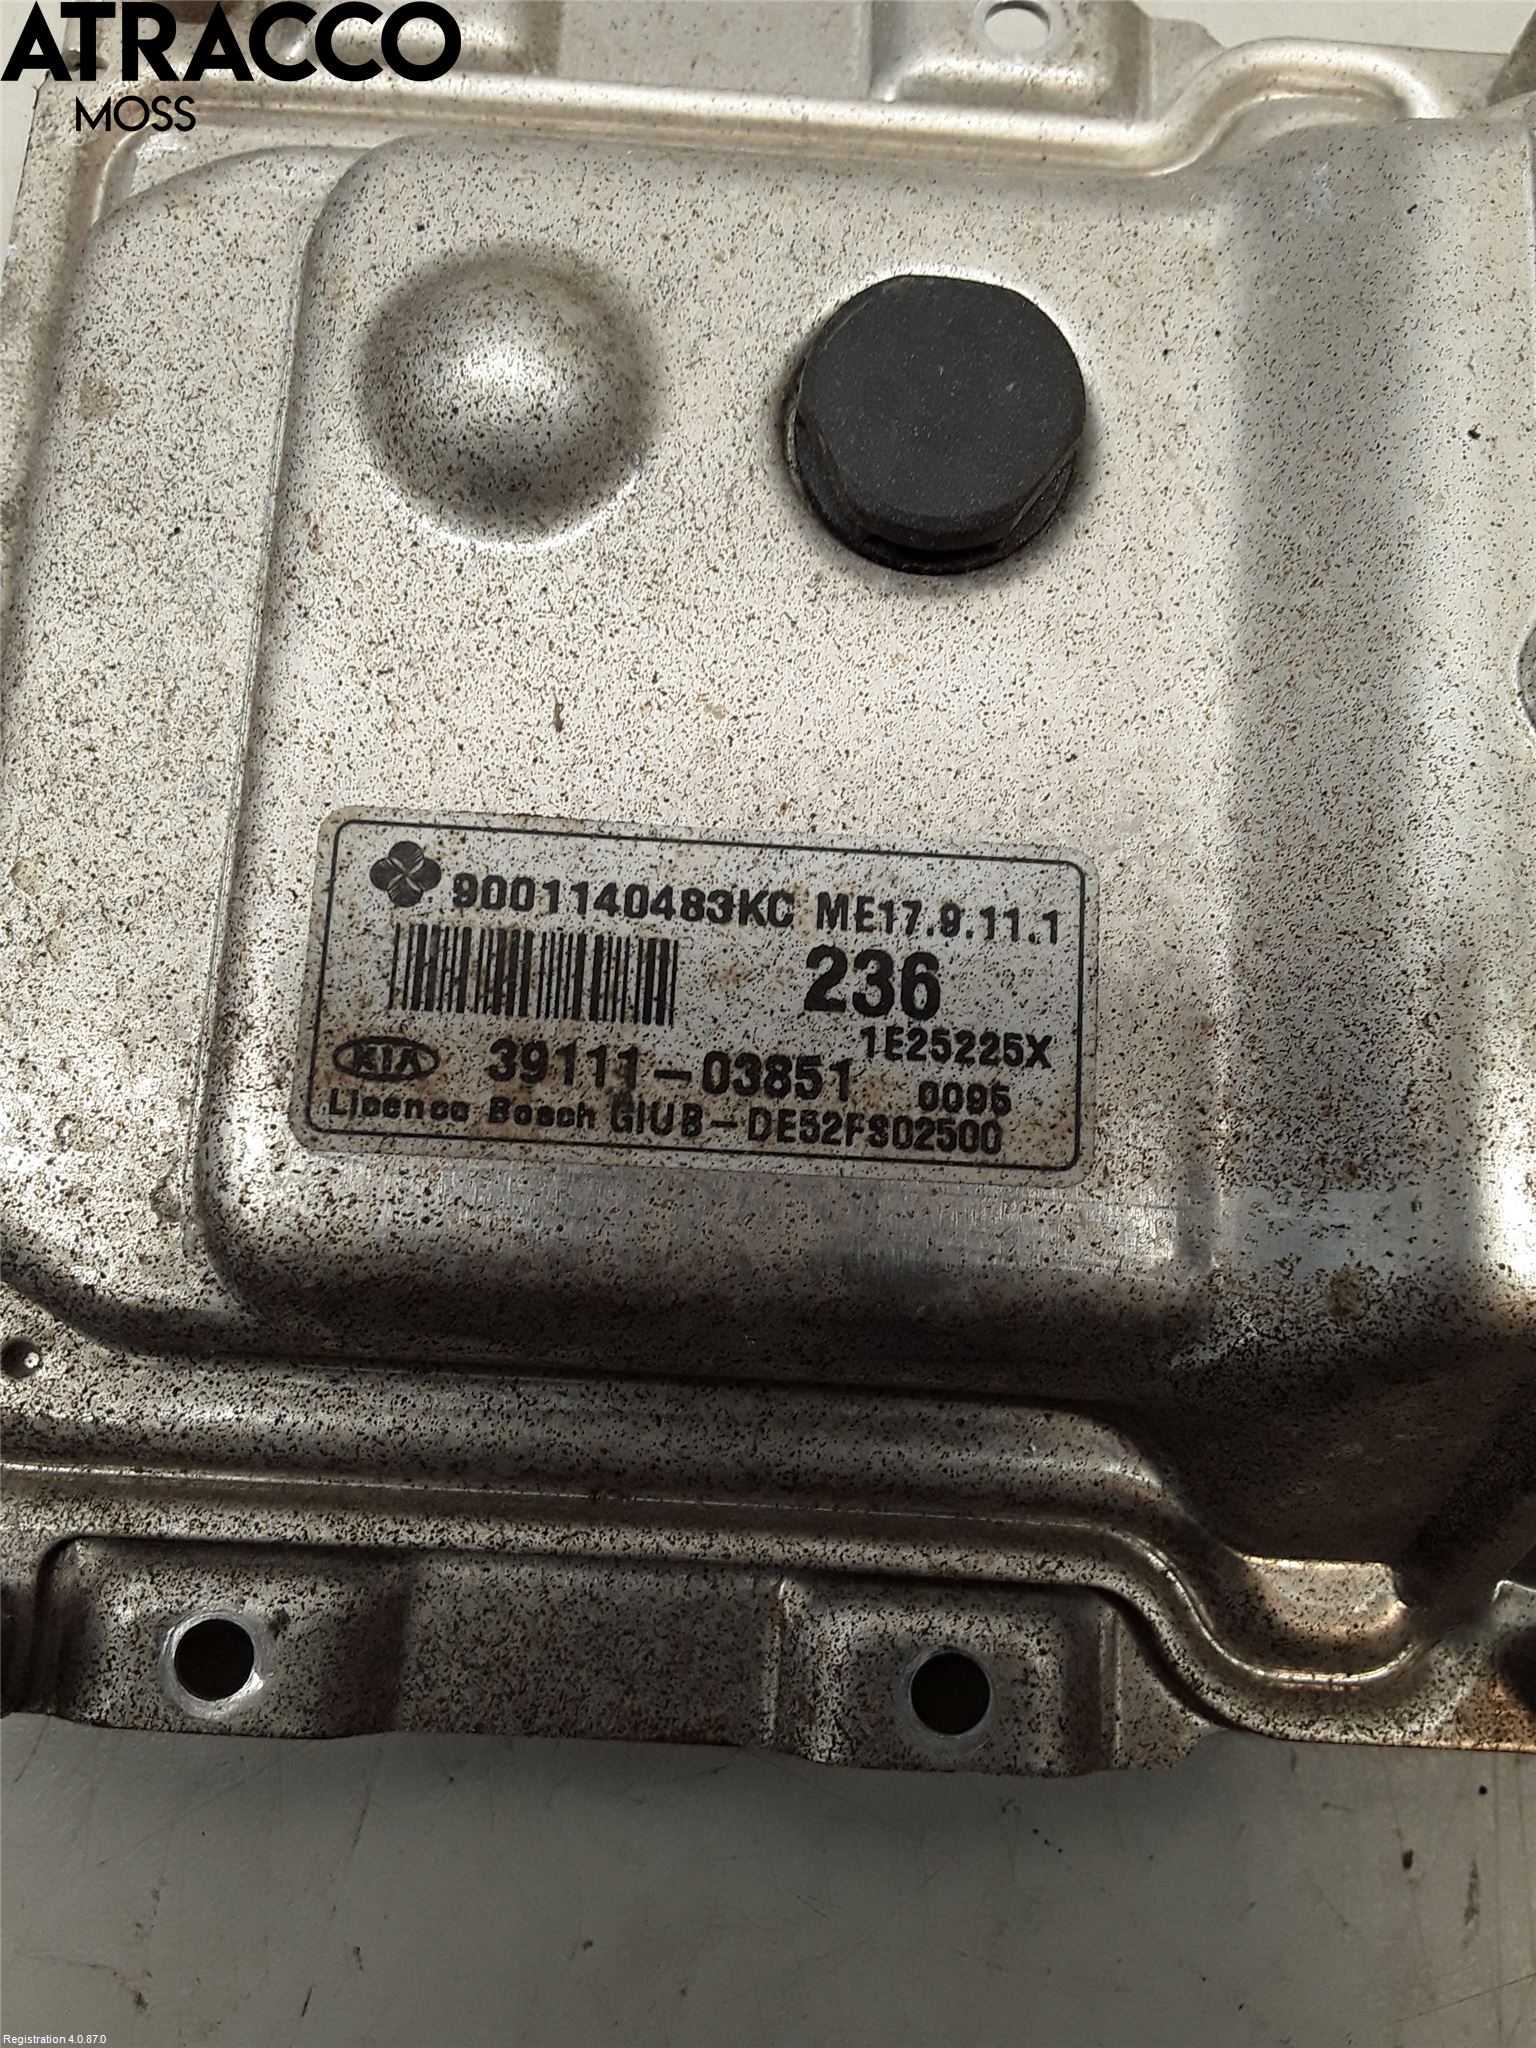 ATRACCO
MOSS
9001140483KC ME17.9.11.1
236
1E25225X
KIA 39111-03851 0095
Licence Bosch GIUB-DE52FS02500
Registration 4.0.87.0